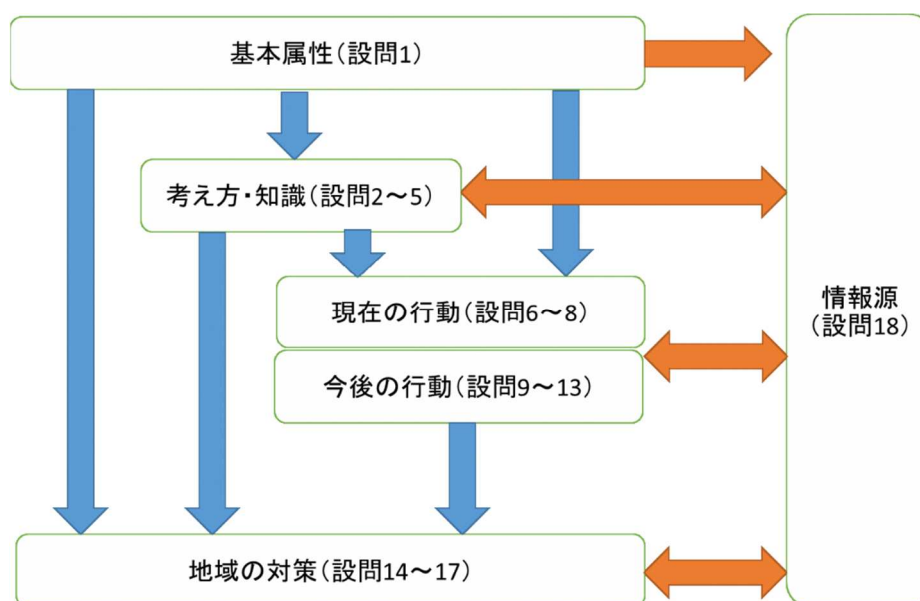 基本属性(設問1)
考え方・知識(設問2～5)
現在の行動(設問6～8)
今後の行動(設問9～13)
地域の対策(設問14～17)
情報源
(設問18)